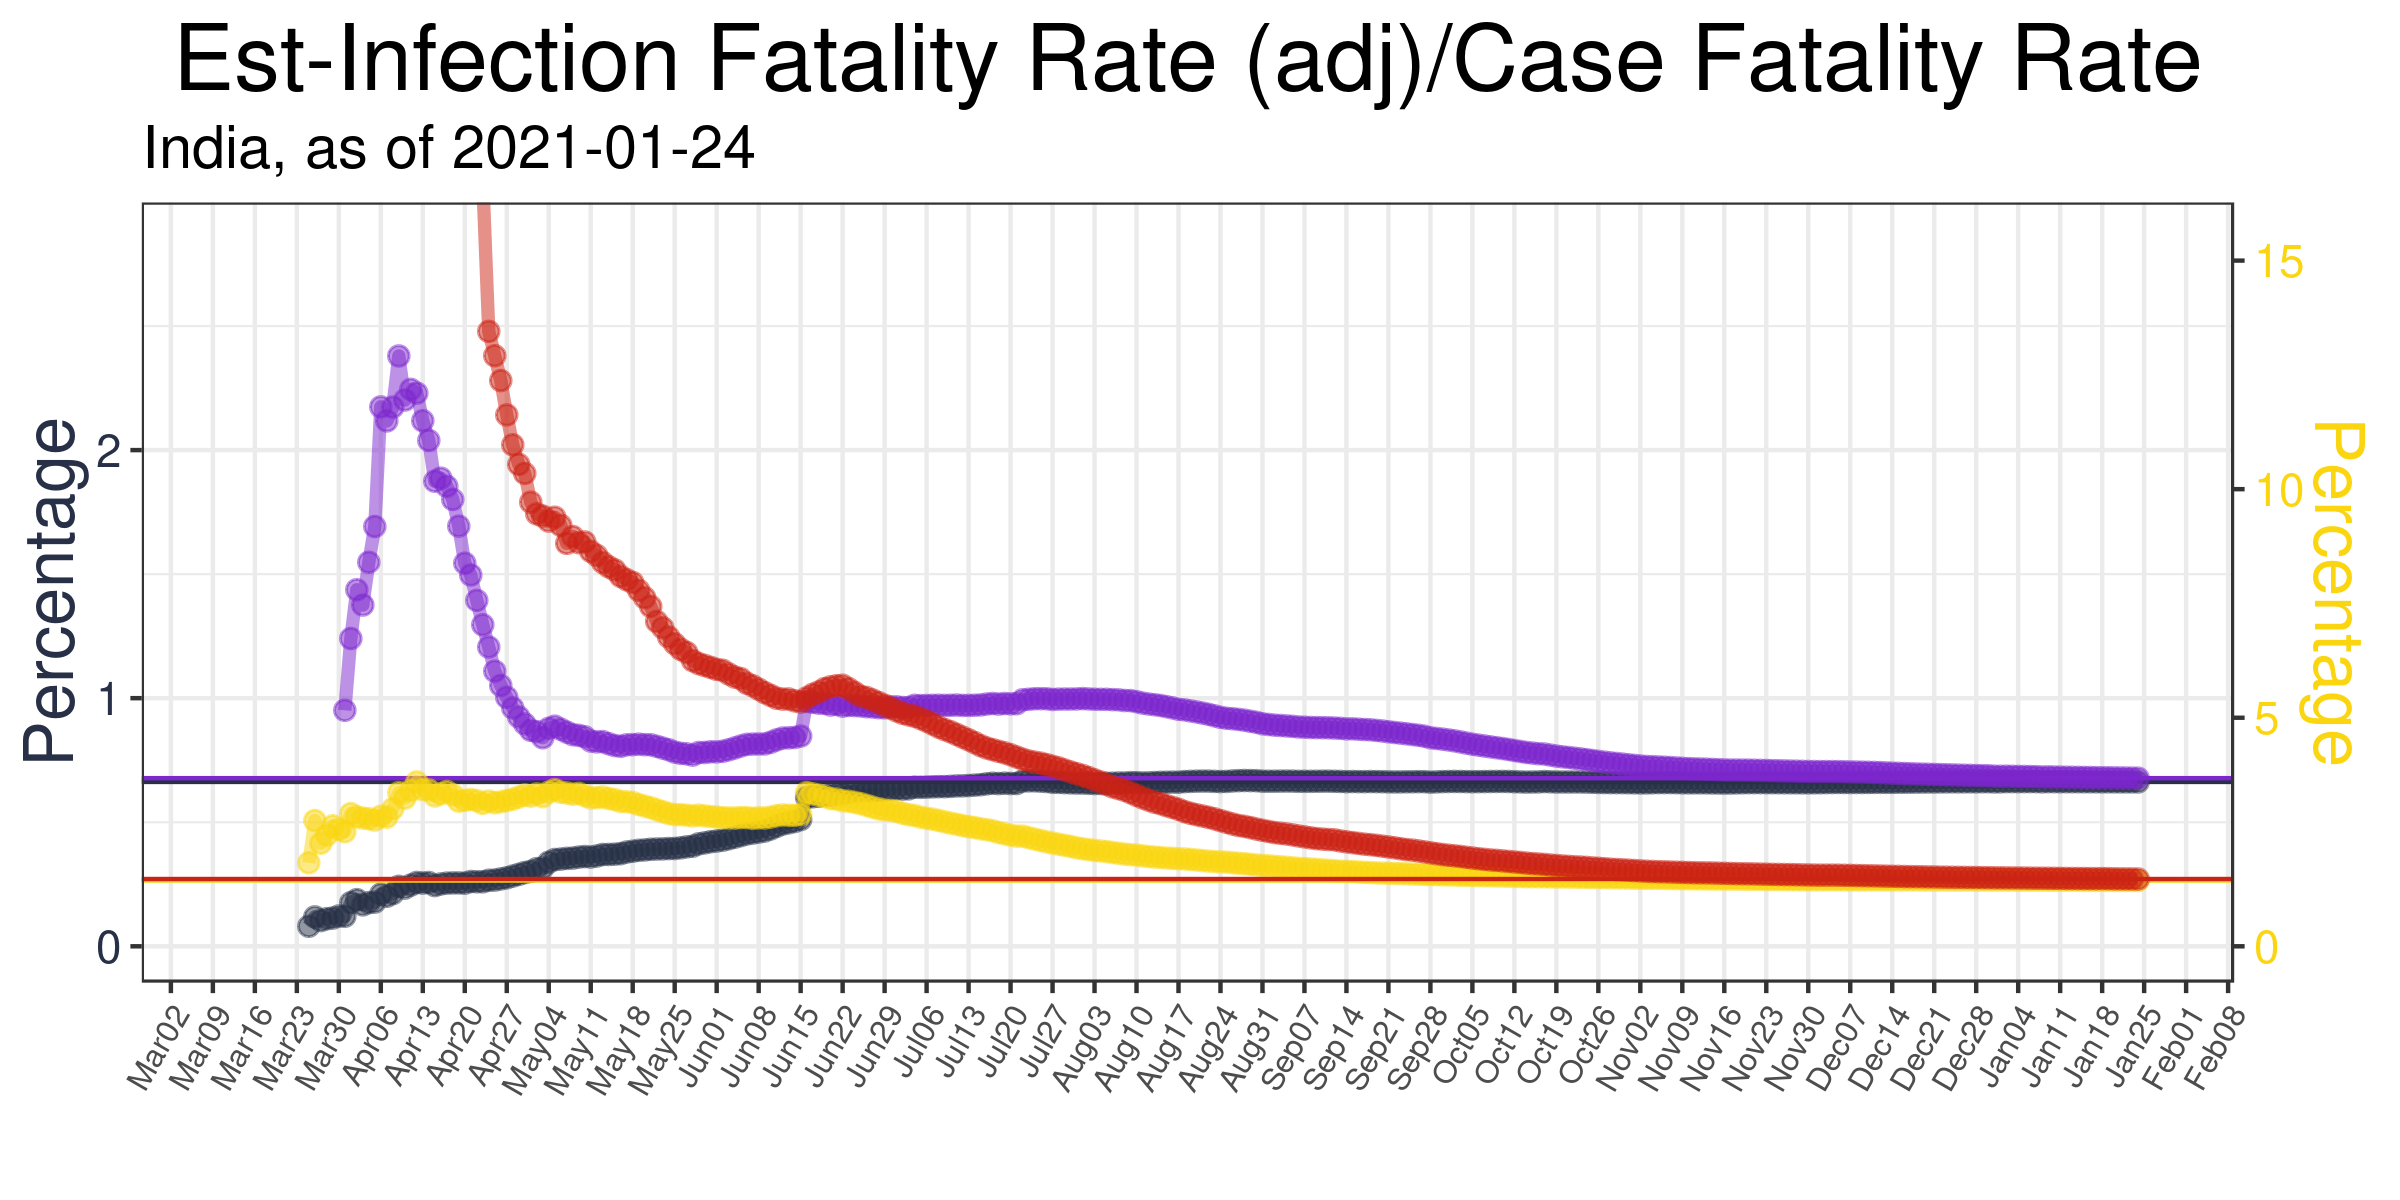 Est-Infection Fatality Rate (adj)/Case Fatality Rate
India, as of 2021-01-24
Percentage
2
1
0
15
10
5
0
Percentage
Mar02
Mar09
Mar16
Mar23
Mar30
Apr06
Apr13
Apr20
Apr27
May04
May11
May18
May25
Jun01
Jun08
Jun15
Jun22
Jun29
Jul06
Jul13
Jul20
Jul27
Aug03
Aug10
Aug17
Aug24
Aug31
Sep07
Sep14
Sep21
Sep28
Oct05
Oct12
Oct19
Oct26
Nov02
Nov09
Nov16
Nov23
Nov30
Dec07
Dec14
Dec21
Dec28
Jan04
Jan11
Jan18
Jan25
Feb01
Feb08